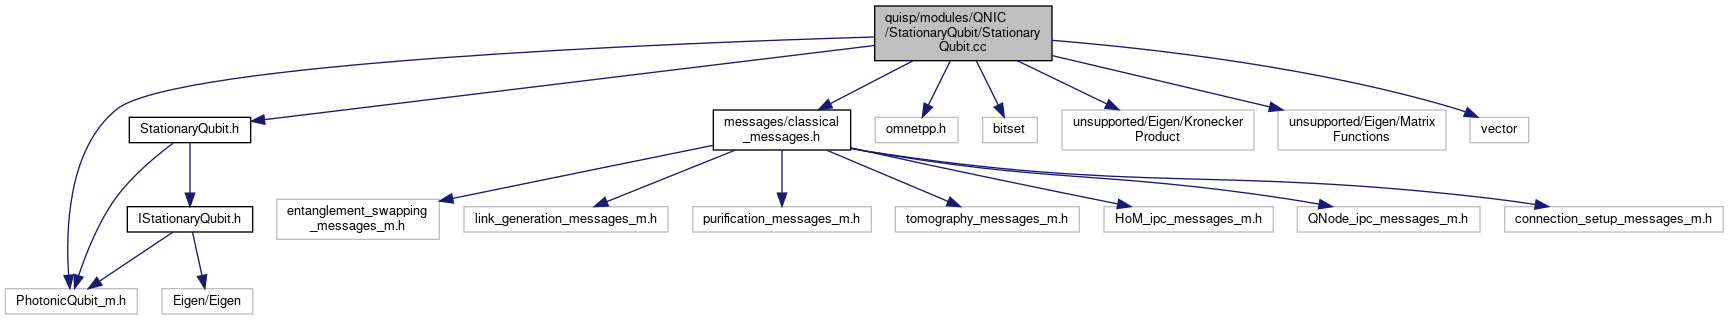 quisp/modules/QNIC
/StationaryQubit/Stationary
Qubit.cc
StationaryQubit.h
messages/classical
_messages.h
omnetpp.h
bitset
unsupported/Eigen/Kronecker
Product
unsupported/Eigen/Matrix
Functions
vector
IStationaryQubit.h
entanglement_swapping
_messages_m.h
link_generation_messages_m.h
purification_messages_m.h
tomography_messages_m.h
HoM_ipc_messages_m.h
QNode_ipc_messages_m.h
connection_setup_messages_m.h
PhotonicQubit_m.h
Eigen/Eigen